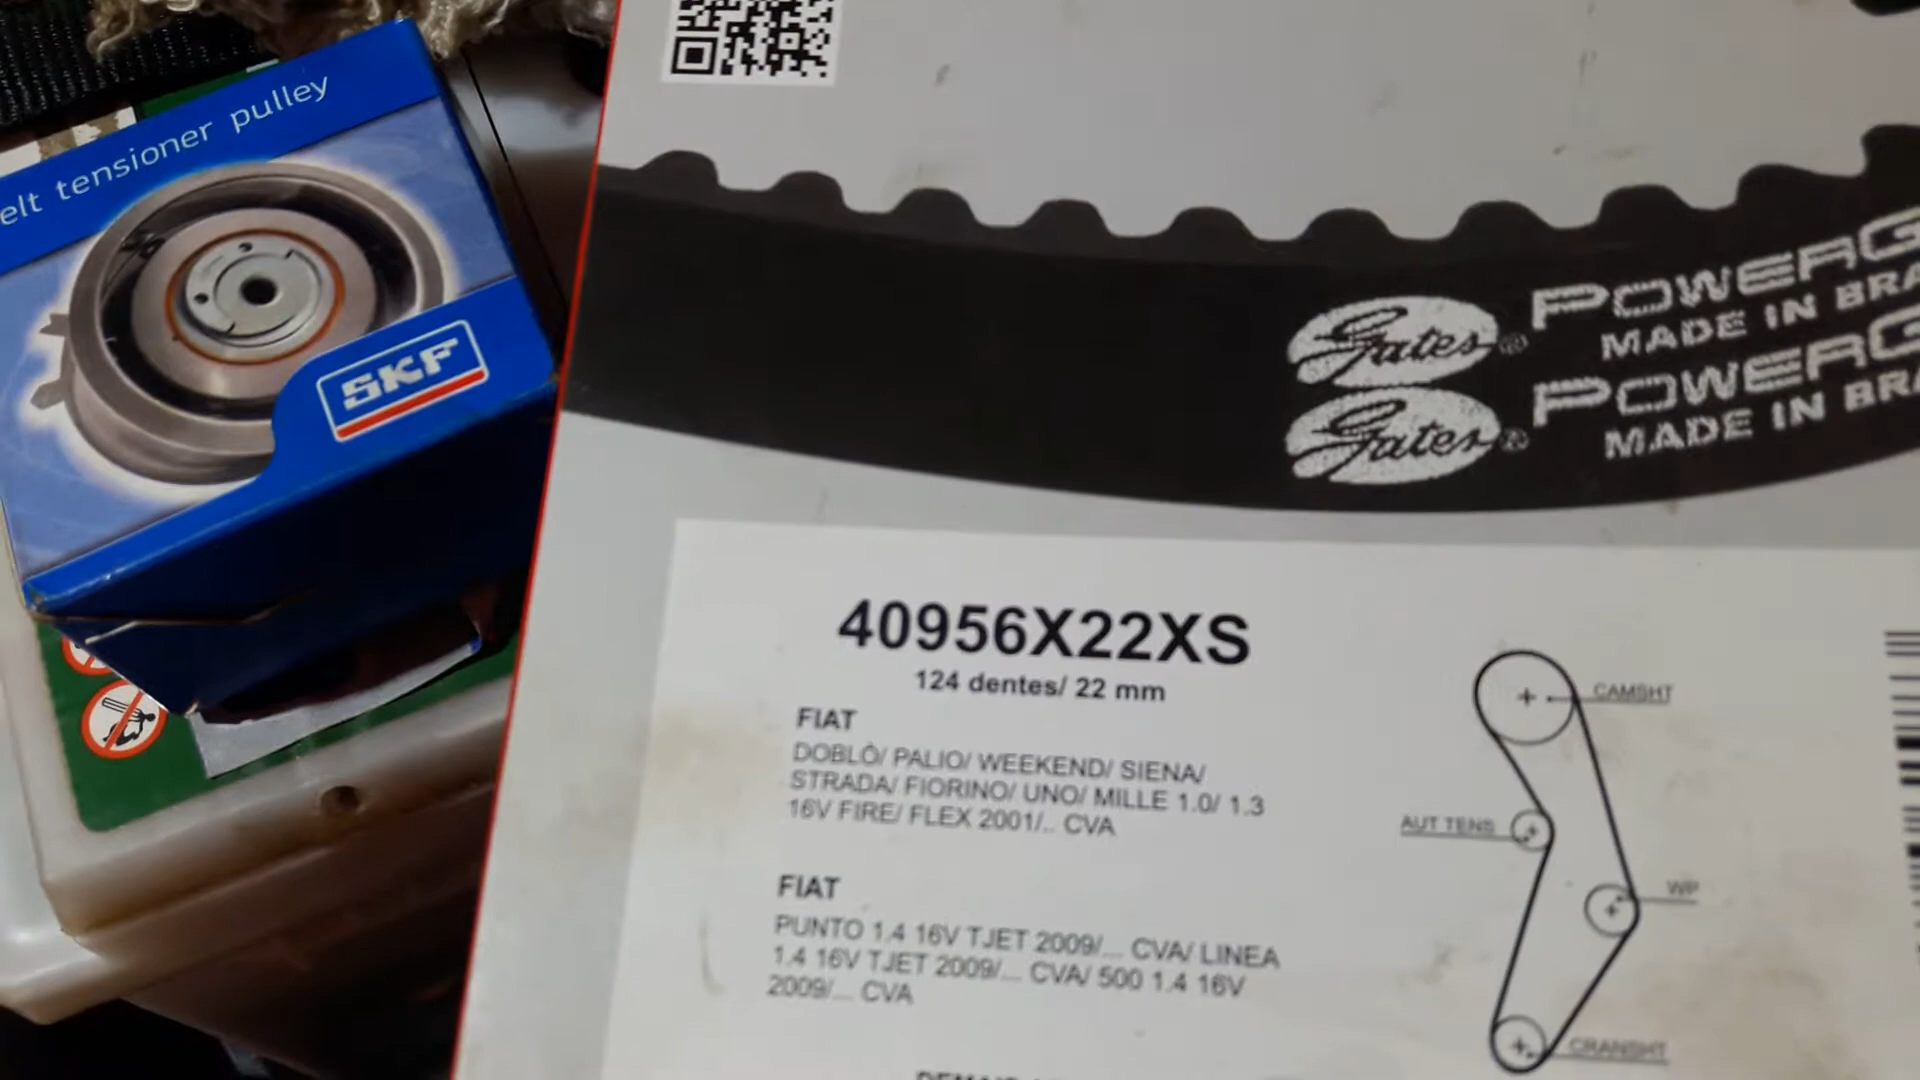 elt tensioner pulley
SKF
Gates® POWERG
MADE IN BRA
Gates® POWERG
MADE IN BRA
40956X22XS
124 dentes/ 22 mm
FIAT
DOBLÒ/ PALIO/ WEEKEND/ SIENA/
STRADA/ FIORINO/ UNO/ MILLE 1.0/ 1.3
16V FIRE/ FLEX 2001/.. CVA
FIAT
PUNTO 1.4 16V TJET 2009/... CVA/ LINEA
1.4 16V TJET 2009/... CVA/ 500 1.4 16V
2009/... CVA
CAMSHT
AUT TENS
WP
CRANSHT